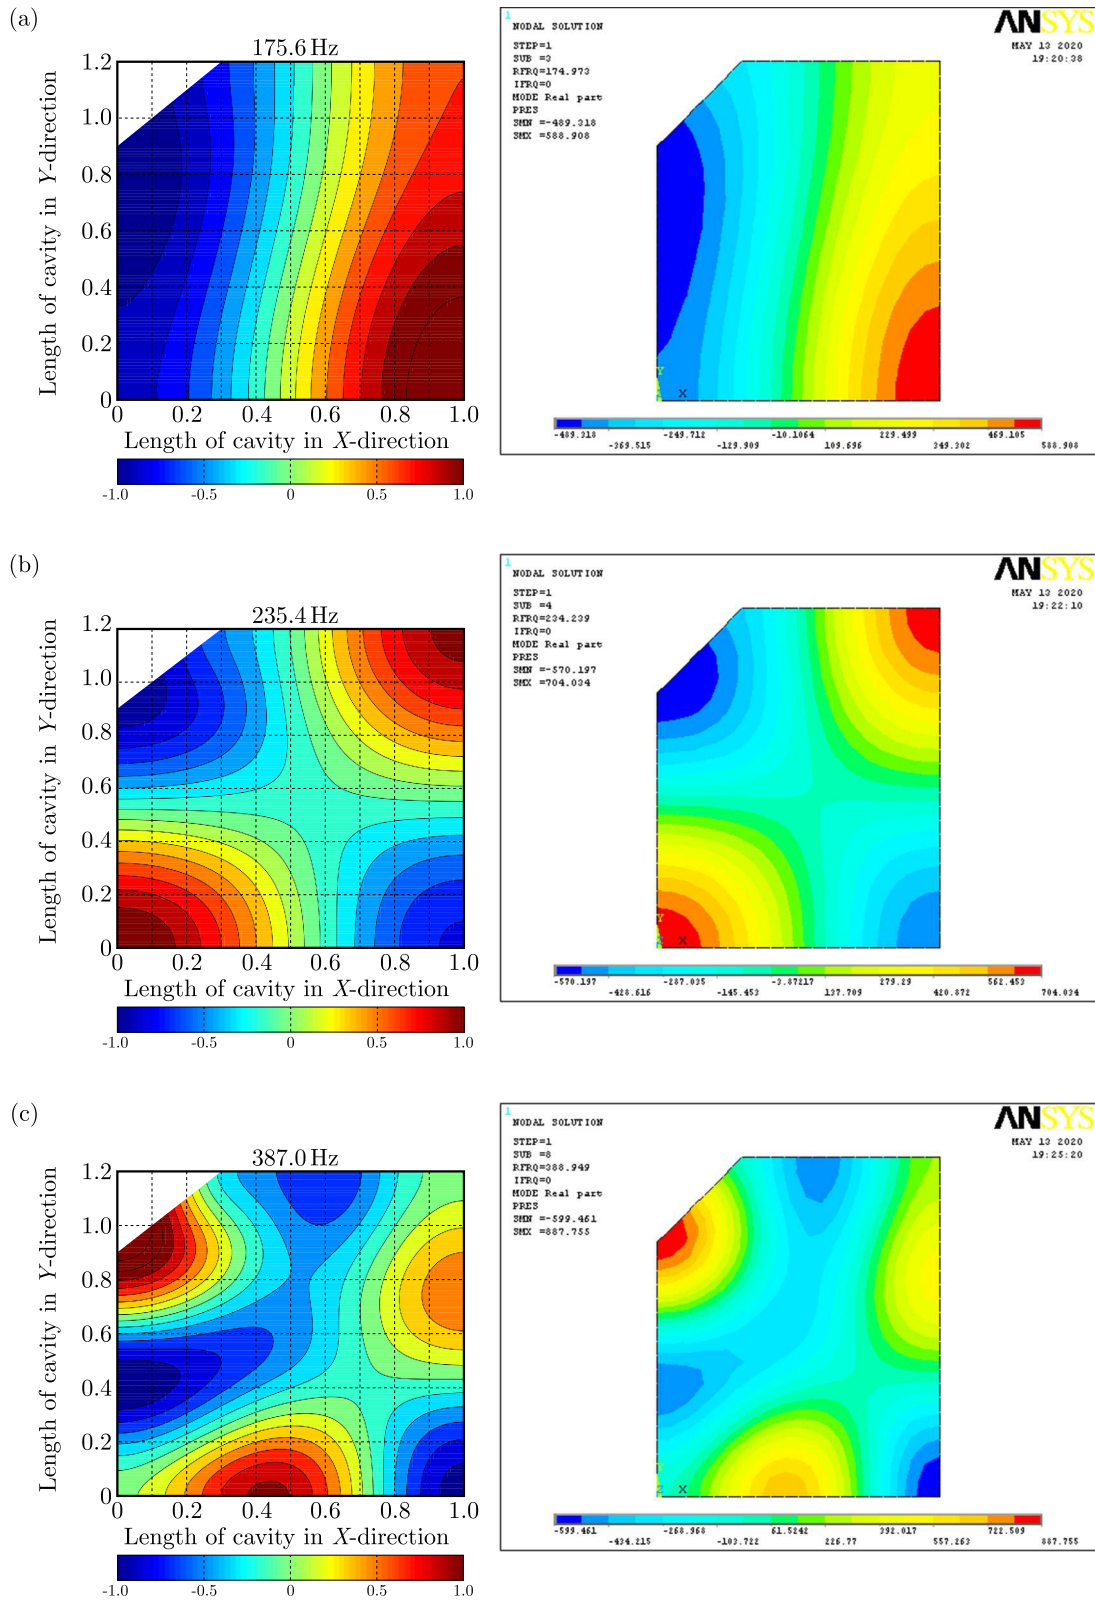 (a)
175.6 Hz
1.2
1.0
0.8
0.6
0.4
0.2
0
Length of cavity in Y-direction
0 0.2 0.4 0.6 0.8 1.0
Length of cavity in X-direction
-1.0 -0.5 0 0.5 1.0
1
NODAL SOLUTION
STEP=1
SUB =3
RFRQ=174.973
IFRQ=0
MODE Real part
PRES
SMN =-489.318
SMX =588.908
ANSYS
MAY 13 2020
19:20:38
Y
X
-489.318 -249.712 -10.1064 229.499 469.105
-369.515 -129.909 109.696 349.302 588.908
(b)
235.4 Hz
1.2
1.0
0.8
0.6
0.4
0.2
0
Length of cavity in Y-direction
0 0.2 0.4 0.6 0.8 1.0
Length of cavity in X-direction
-1.0 -0.5 0 0.5 1.0
1
NODAL SOLUTION
STEP=1
SUB =4
RFRQ=234.239
IFRQ=0
MODE Real part
PRES
SMN =-570.197
SMX =704.034
ANSYS
MAY 13 2020
19:22:10
Y
Z X
-570.197 -287.035 -3.87217 279.29 562.453
-428.616 -145.453 137.709 420.872 704.034
(c)
387.0 Hz
1.2
1.0
0.8
0.6
0.4
0.2
0
Length of cavity in Y-direction
0 0.2 0.4 0.6 0.8 1.0
Length of cavity in X-direction
-1.0 -0.5 0 0.5 1.0
1
NODAL SOLUTION
STEP=1
SUB =8
RFRQ=388.949
IFRQ=0
MODE Real part
PRES
SMN =-599.461
SMX =887.755
ANSYS
MAY 13 2020
19:25:20
Y
Z X
-599.461 -268.968 61.5242 392.017 722.509
-434.215 -103.722 226.77 557.263 887.755